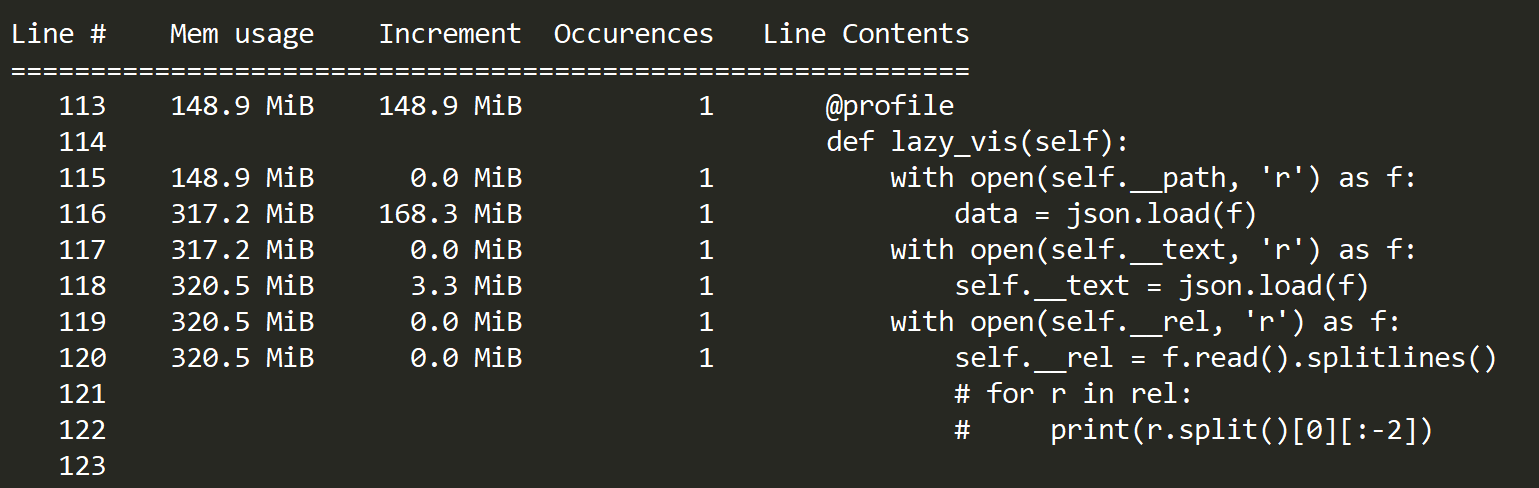 Line #    Mem usage    Increment  Occurences   Line Contents
============================================================
   113    148.9 MiB    148.9 MiB           1       @profile
   114                                             def lazy_vis(self):
   115    148.9 MiB      0.0 MiB           1           with open(self.__path, 'r') as f:
   116    317.2 MiB    168.3 MiB           1               data = json.load(f)
   117    317.2 MiB      0.0 MiB           1           with open(self.__text, 'r') as f:
   118    320.5 MiB      3.3 MiB           1               self.__text = json.load(f)
   119    320.5 MiB      0.0 MiB           1           with open(self.__rel, 'r') as f:
   120    320.5 MiB      0.0 MiB           1               self.__rel = f.read().splitlines()
   121                                                     # for r in rel:
   122                                                     #     print(r.split()[0][:-2])
   123